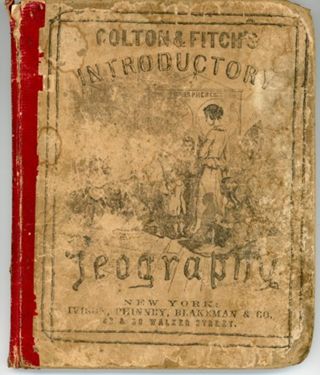 COLTON & FITCH'S
INTRODUCTORY
Geography
NEW YORK:
IVISON, PHINNEY, BLAKEMAN & CO.
48 & 50 WALKER STREET.